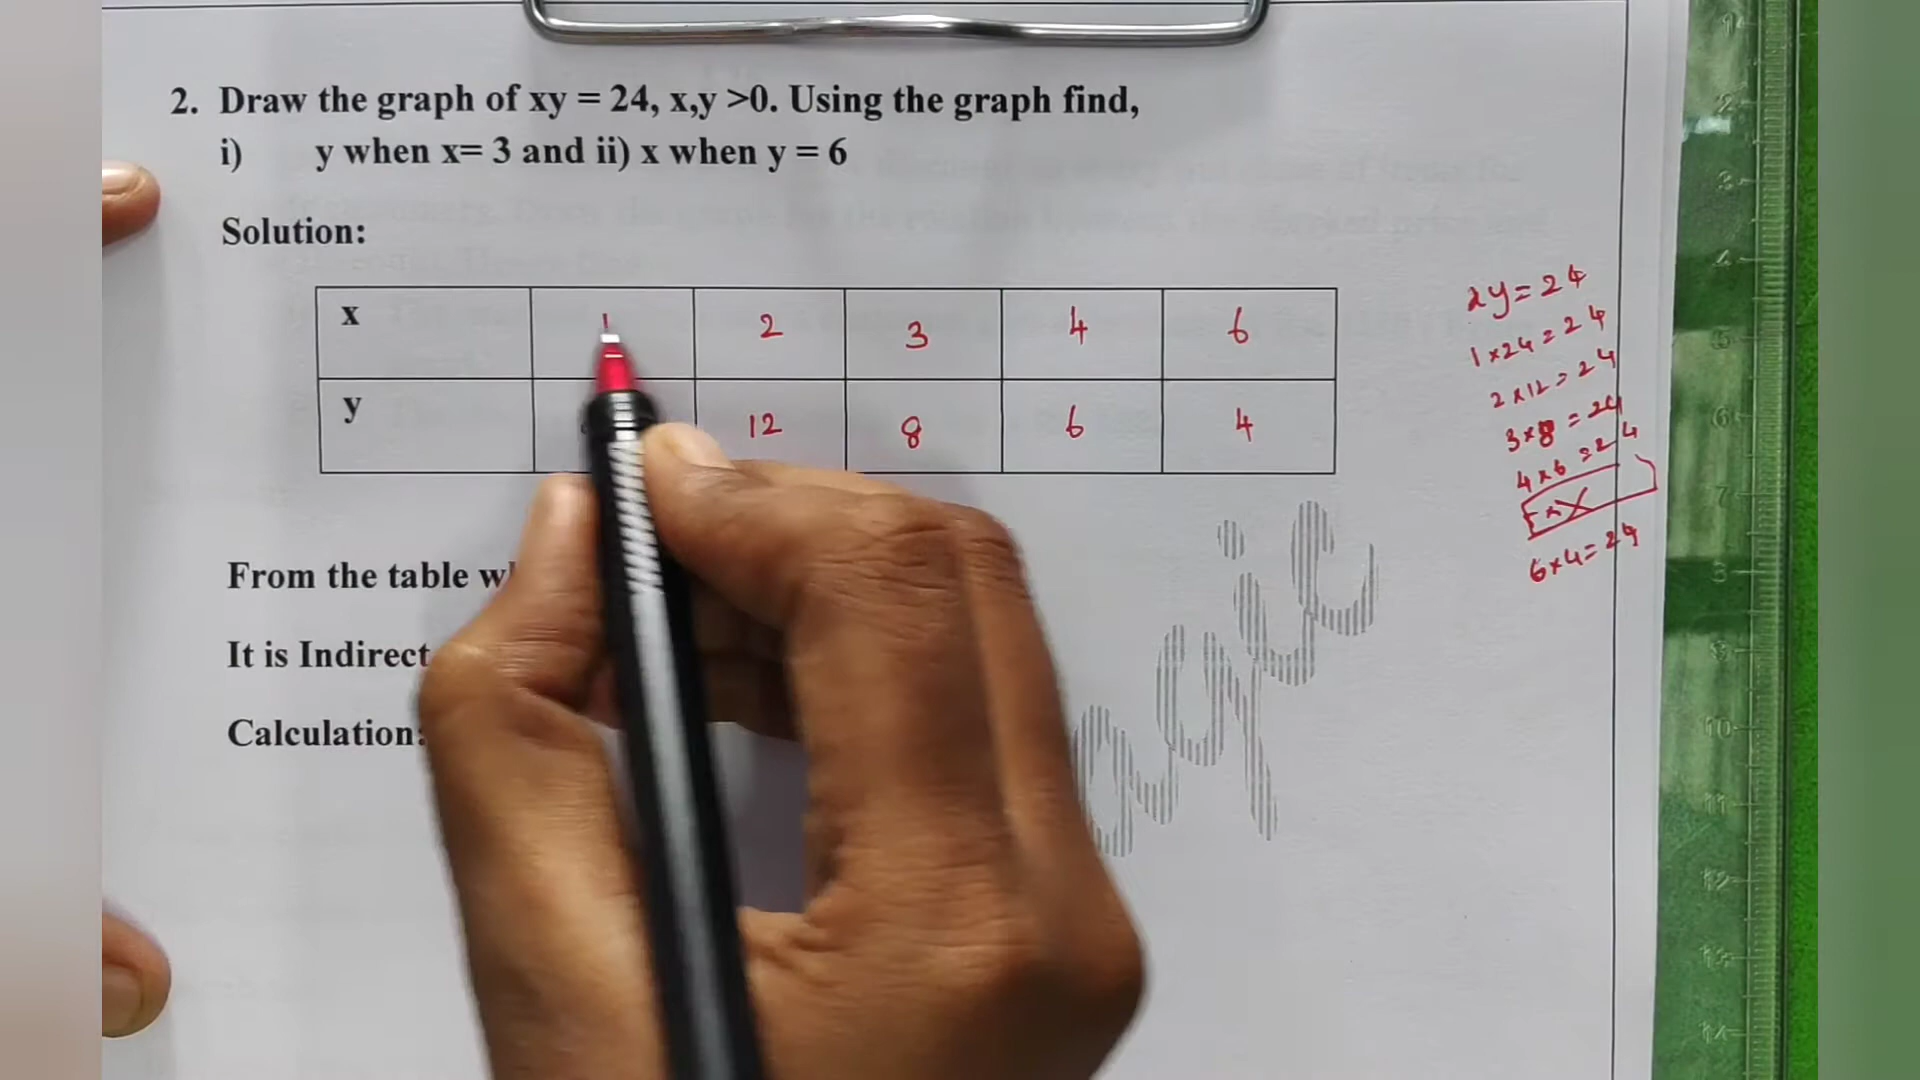 2. Draw the graph of xy = 24, x,y >0. Using the graph find,
i) y when x= 3 and ii) x when y = 6
Solution:
x 1 2 3 4 6
y 12 8 6 4
xy = 24
1 x 24 = 24
2 x 12 = 24
3 x 8 = 24
4 x 6 = 24
5 x
6 x 4 = 24
From the table w
It is Indirect
Calculation: